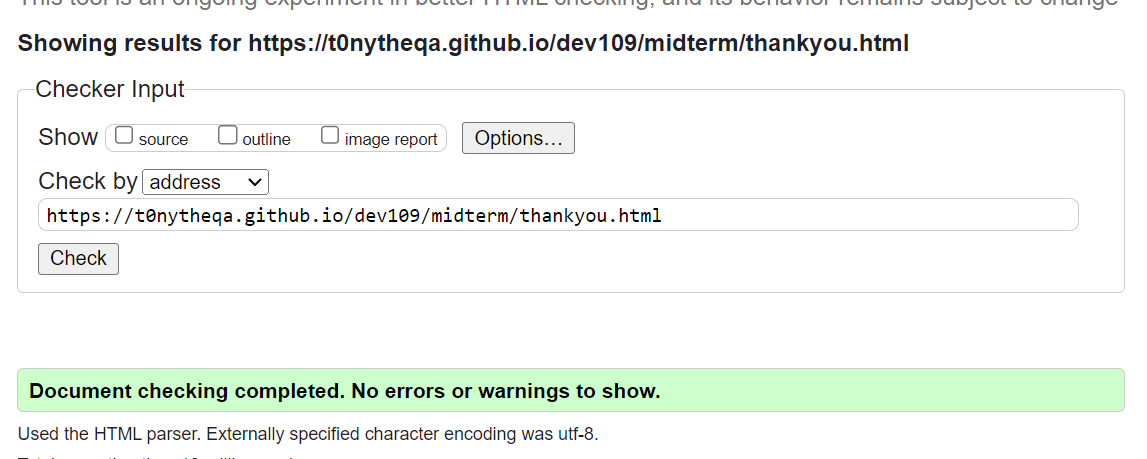 This tool is an ongoing experiment in better HTML checking, and its behavior remains subject to change
Showing results for https://t0nytheqa.github.io/dev109/midterm/thankyou.html
Checker Input
Show source outline image report Options...
Check by address
https://t0nytheqa.github.io/dev109/midterm/thankyou.html
Check
Document checking completed. No errors or warnings to show.
Used the HTML parser. Externally specified character encoding was utf-8.